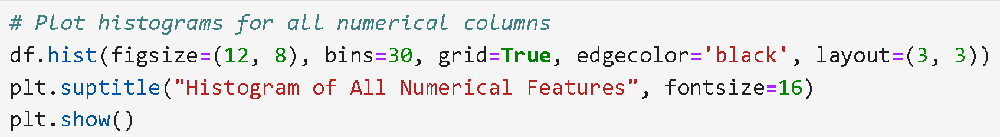 # Plot histograms for all numerical columns
df.hist(figsize=(12, 8), bins=30, grid=True, edgecolor='black', layout=(3, 3))
plt.suptitle("Histogram of All Numerical Features", fontsize=16)
plt.show()